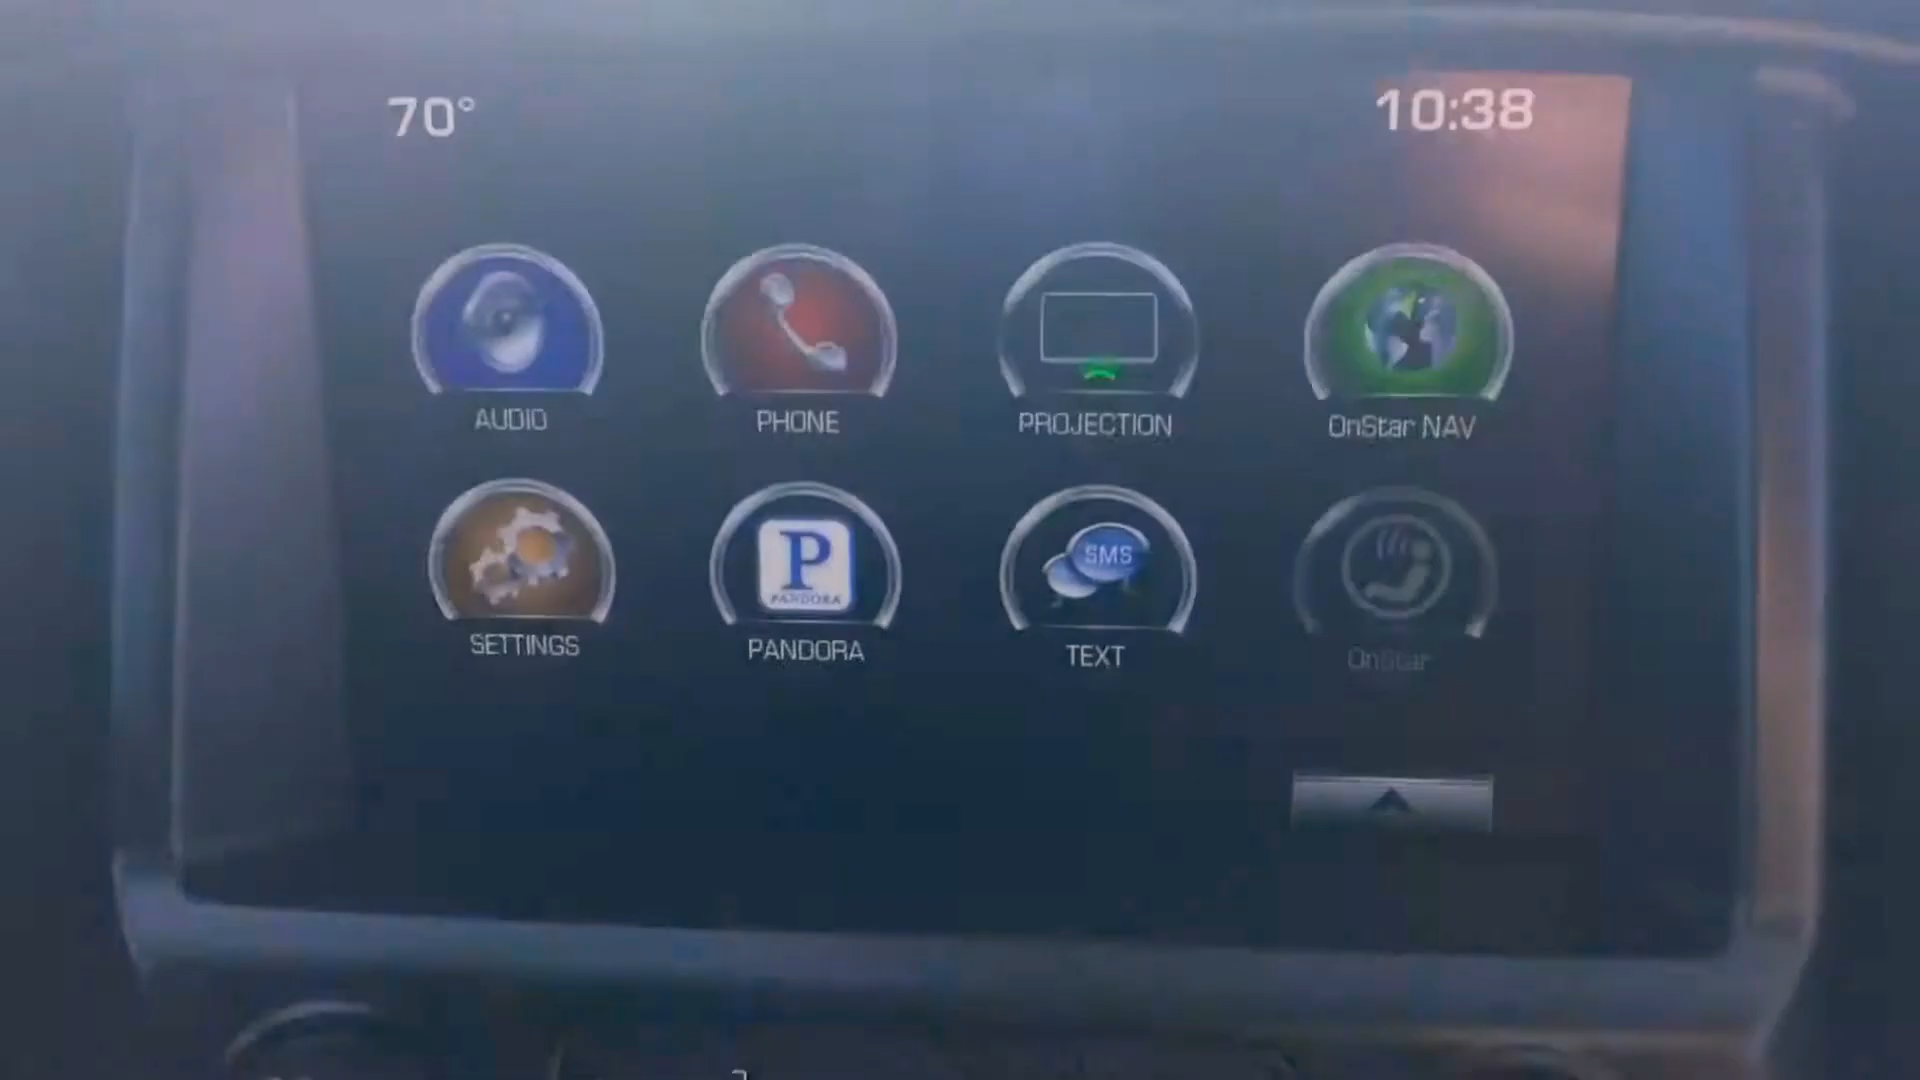 70° 10:38
AUDIO PHONE PROJECTION OnStar NAV
P
PANDORA
SMS
SETTINGS PANDORA TEXT OnStar